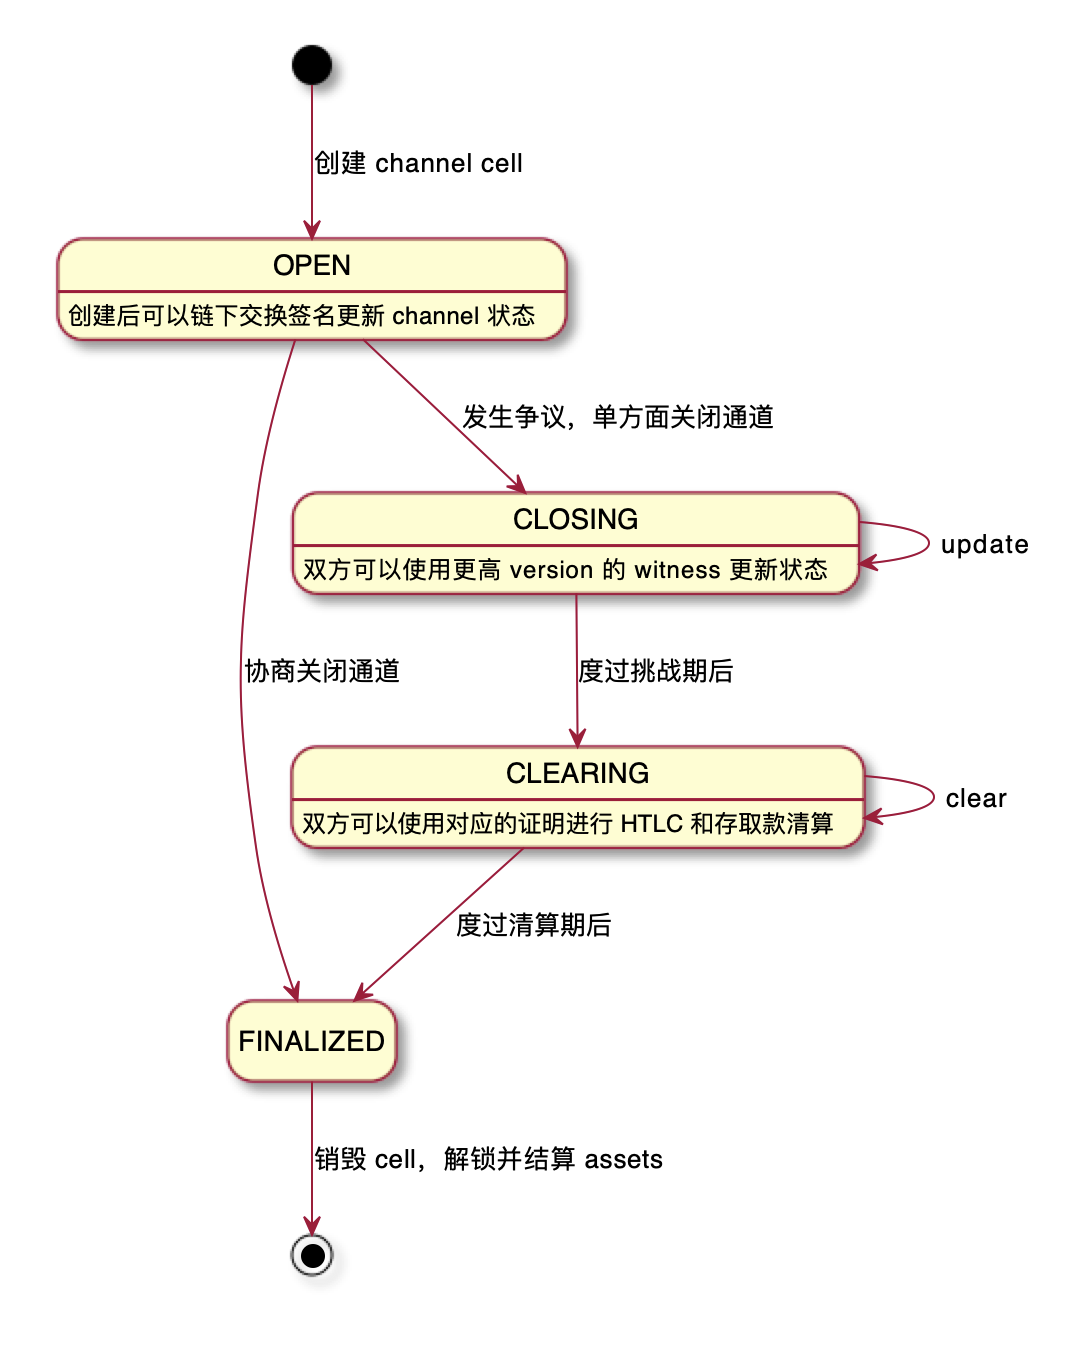 创建 channel cell
OPEN
创建后可以链下交换签名更新 channel 状态
发生争议，单方面关闭通道
CLOSING
双方可以使用更高 version 的 witness 更新状态
update
协商关闭通道
度过挑战期后
CLEARING
双方可以使用对应的证明进行 HTLC 和存取款清算
clear
度过清算期后
FINALIZED
销毁 cell，解锁并结算 assets